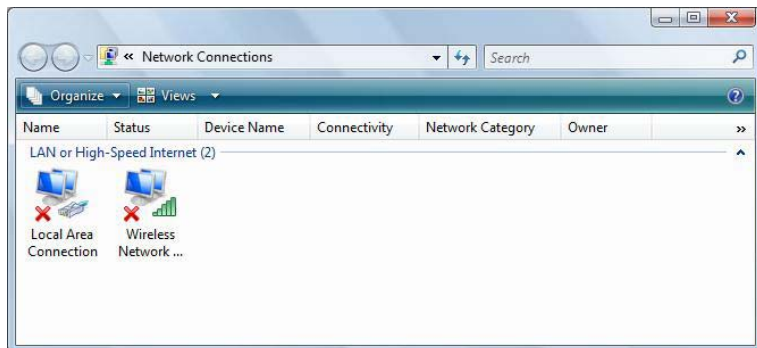 « Network Connections
Search
Organize Views
Name Status Device Name Connectivity Network Category Owner »
LAN or High-Speed Internet (2)
Local Area Connection
Wireless Network ...